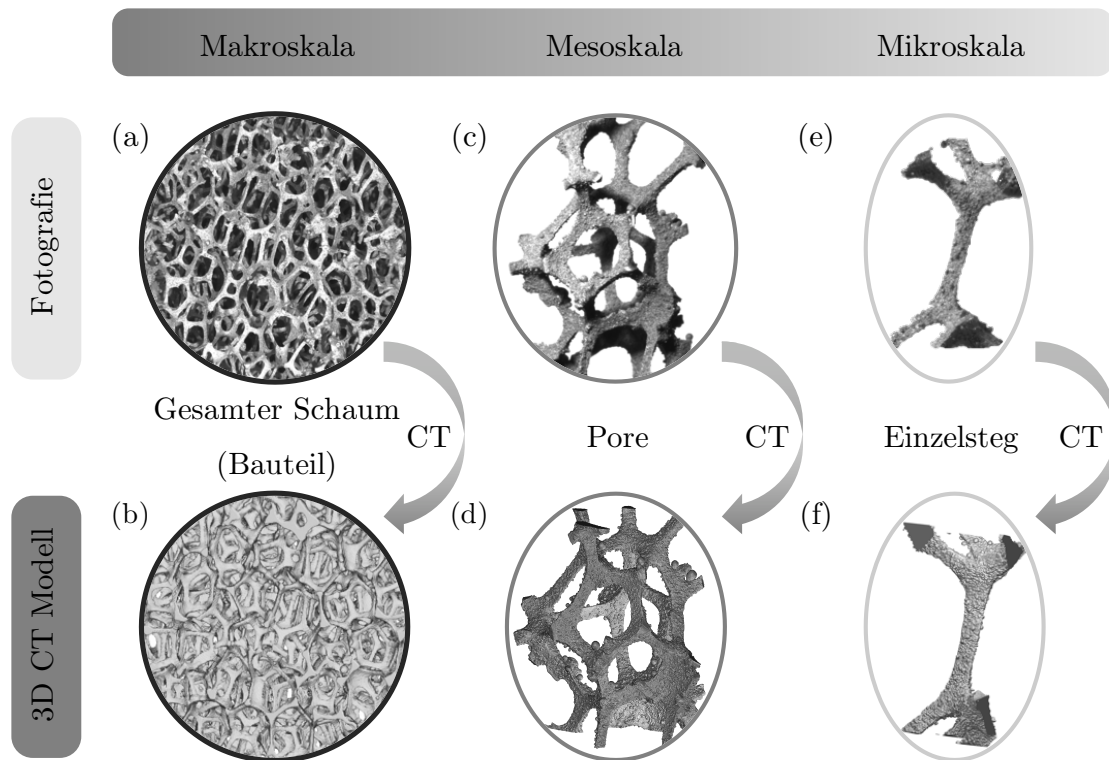 Makroskala
Mesoskala
Mikroskala
Fotografie
(a)
(c)
(e)
Gesamter Schaum
(Bauteil)
CT
Pore
CT
Einzelsteg
CT
3D CT Modell
(b)
(d)
(f)